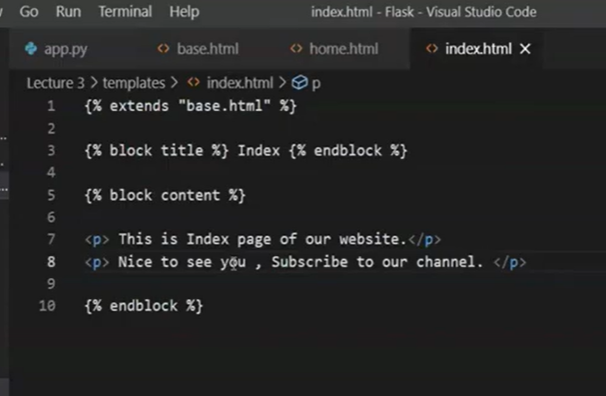 Go Run Terminal Help index.html - Flask - Visual Studio Code
app.py base.html home.html index.html ×
Lecture 3 > templates > index.html > p
1 {% extends "base.html" %}
2
3 {% block title %} Index {% endblock %}
4
5 {% block content %}
6
7 <p> This is Index page of our website.</p>
8 <p> Nice to see you , Subscribe to our channel. </p>
9
10 {% endblock %}